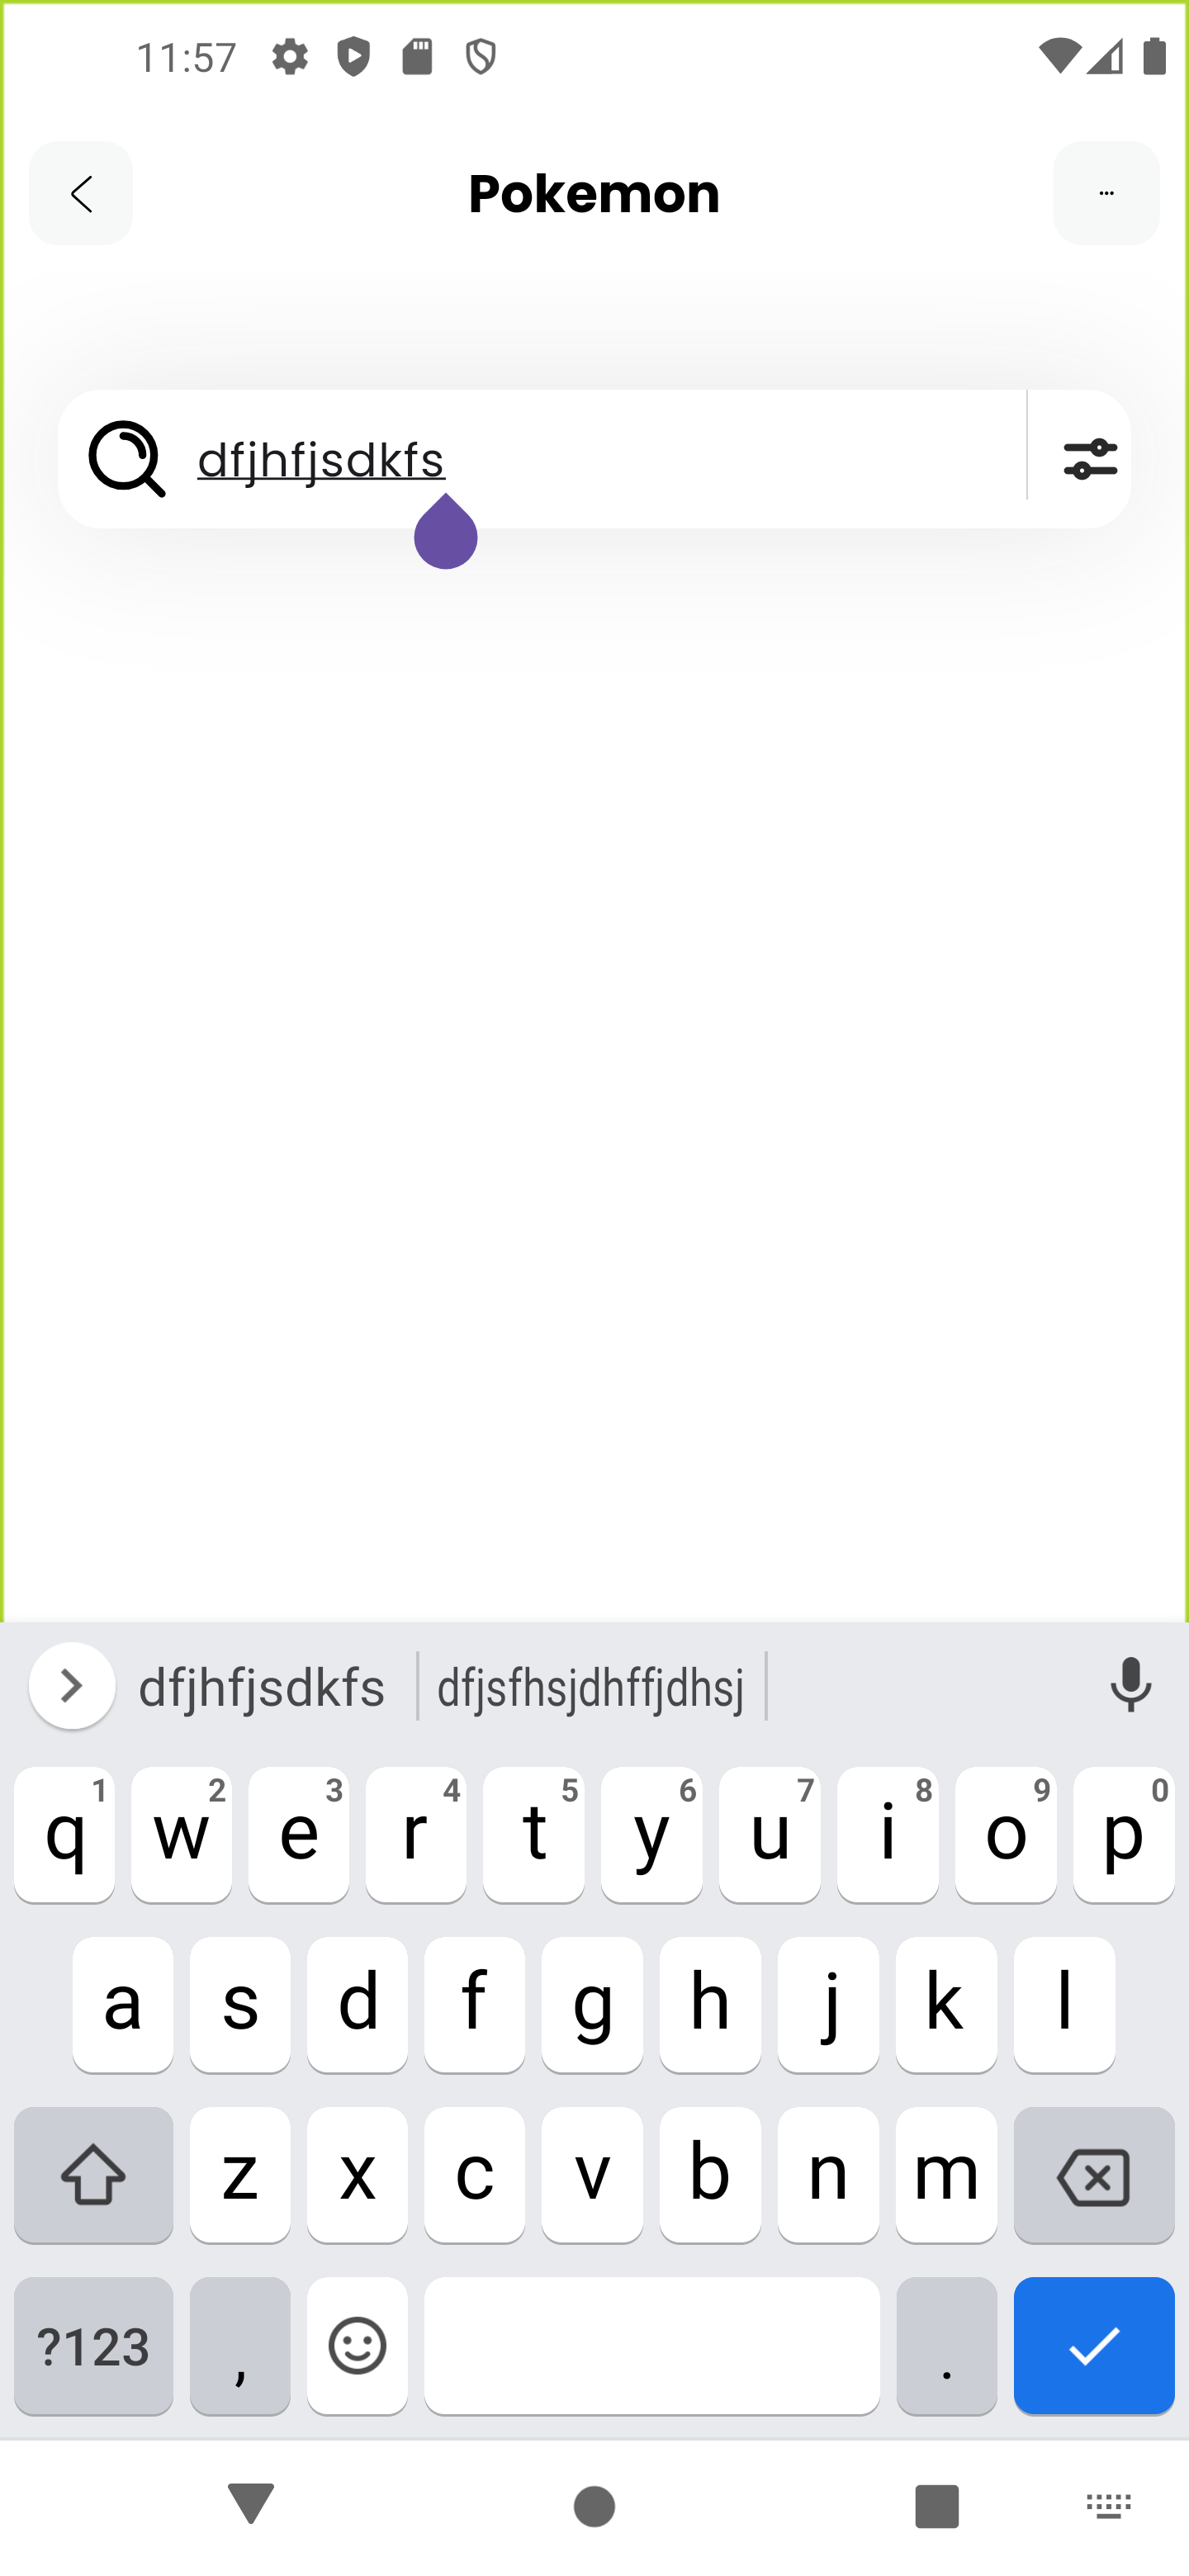 11:57
Pokemon
...
dfjhfjsdkfs
dfjhfjsdkfs dfjsfhsjdhffjdhsj
1 2 3 4 5 6 7 8 9 0
q w e r t y u i o p
a s d f g h j k l
z x c v b n m
?123 , .